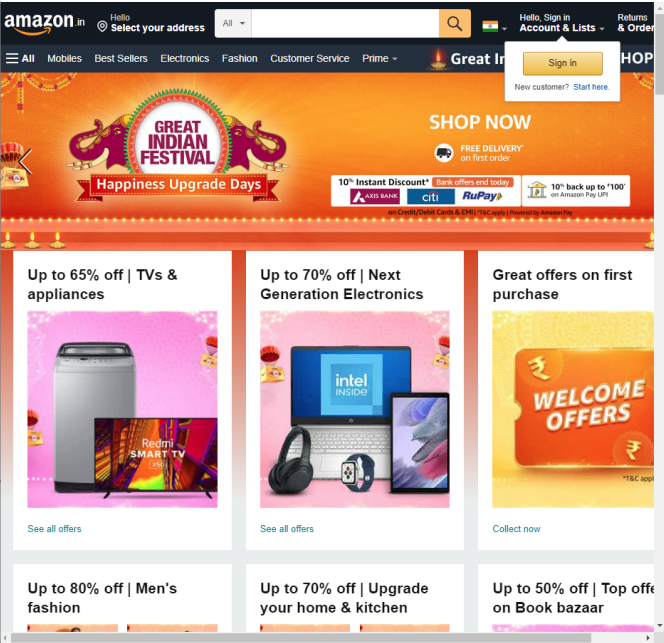 amazon.in
Hello
Select your address
All
Hello, Sign in
Account & Lists
Returns
& Order
All Mobiles Best Sellers Electronics Fashion Customer Service Prime
Great In
HOP
Sign in
New customer? Start here.
GREAT
INDIAN
FESTIVAL
Happiness Upgrade Days
SHOP NOW
FREE DELIVERY*
on first order
10% Instant Discount* Bank offers end today
AXIS BANK citi RuPay
10% back up to ₹100*
on Amazon Pay UPI
on Credit/Debit Cards & EMI | *T&C apply | Powered by Amazon Pay
Up to 65% off | TVs &
appliances
Redmi
SMART TV
X50
See all offers
Up to 70% off | Next
Generation Electronics
intel
INSIDE
See all offers
Great offers on first
purchase
WELCOME
OFFERS
*T&C appl
Collect now
Up to 80% off | Men's
fashion
Up to 70% off | Upgrade
your home & kitchen
Up to 50% off | Top offe
on Book bazaar